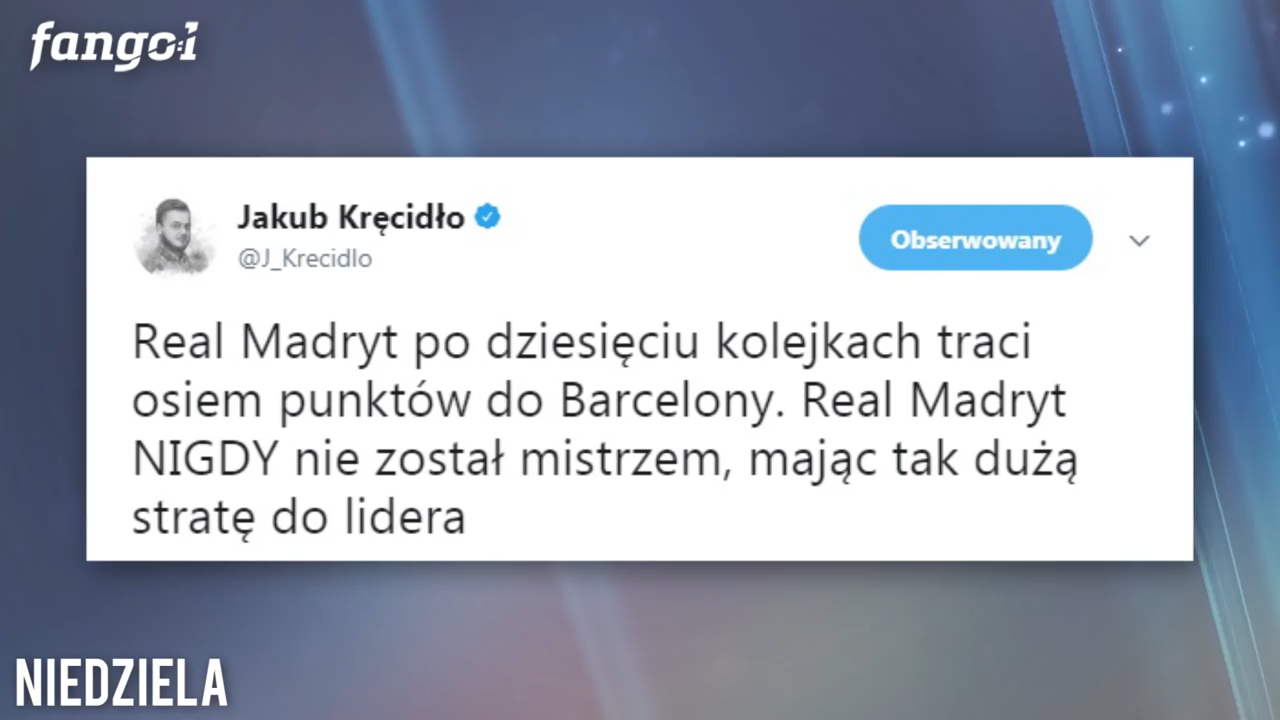 fangol
Jakub Kręcidło
@J_Krecidlo
Obserwowany
Real Madryt po dziesięciu kolejkach traci
osiem punktów do Barcelony. Real Madryt
NIGDY nie został mistrzem, mając tak dużą
stratę do lidera
NIEDZIELA